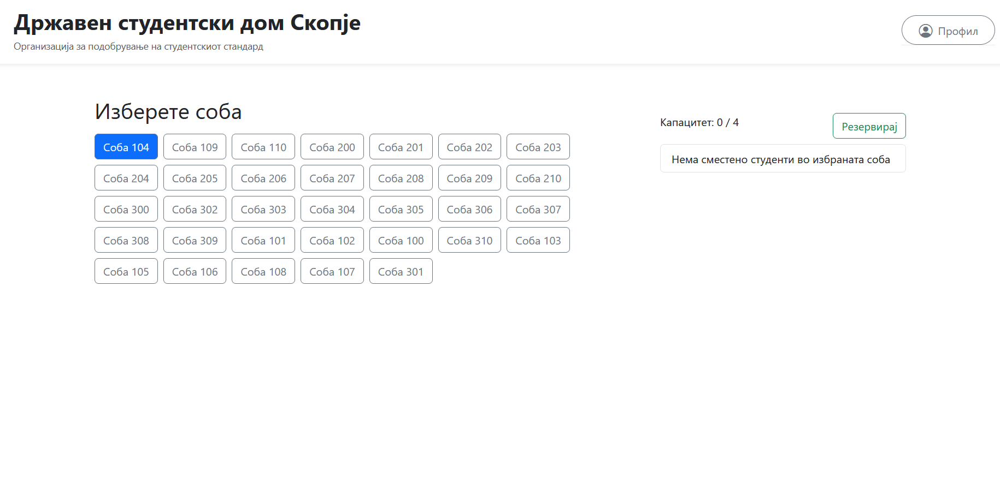 Државен студентски дом Скопје
Организација за подобрување на студентскиот стандард
Профил
Изберете соба
Соба 104 Соба 109 Соба 110 Соба 200 Соба 201 Соба 202 Соба 203
Соба 204 Соба 205 Соба 206 Соба 207 Соба 208 Соба 209 Соба 210
Соба 300 Соба 302 Соба 303 Соба 304 Соба 305 Соба 306 Соба 307
Соба 308 Соба 309 Соба 101 Соба 102 Соба 100 Соба 310 Соба 103
Соба 105 Соба 106 Соба 108 Соба 107 Соба 301
Капацитет: 0 / 4
Резервирај
Нема сместено студенти во избраната соба